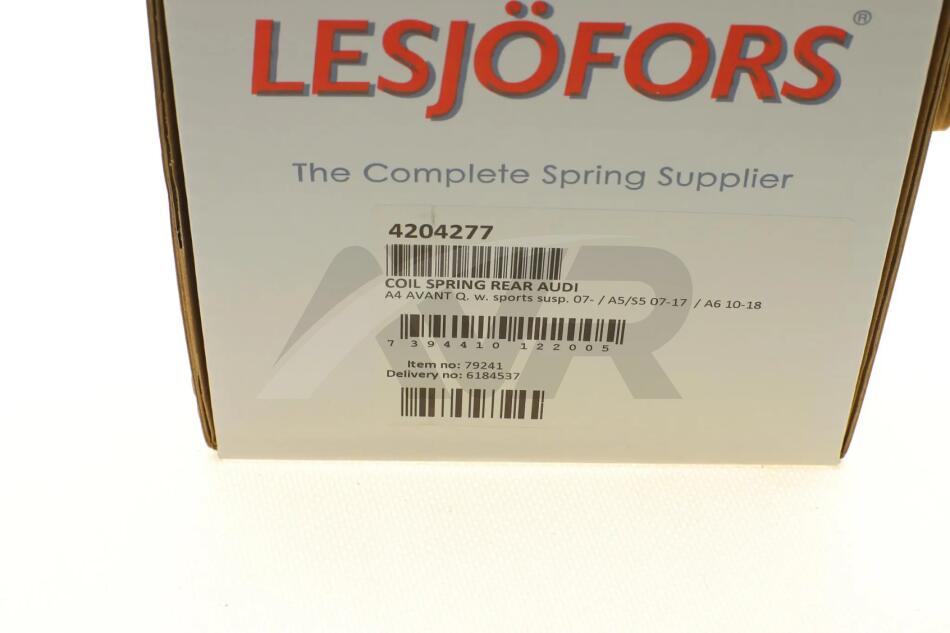 LESJÖFORS®
The Complete Spring Supplier
4204277
COIL SPRING REAR AUDI
A4 AVANT Q. w. sports susp. 07- / A5/S5 07-17 / A6 10-18
7 394410 122005
Item no: 79241
Delivery no: 6184537
AVR